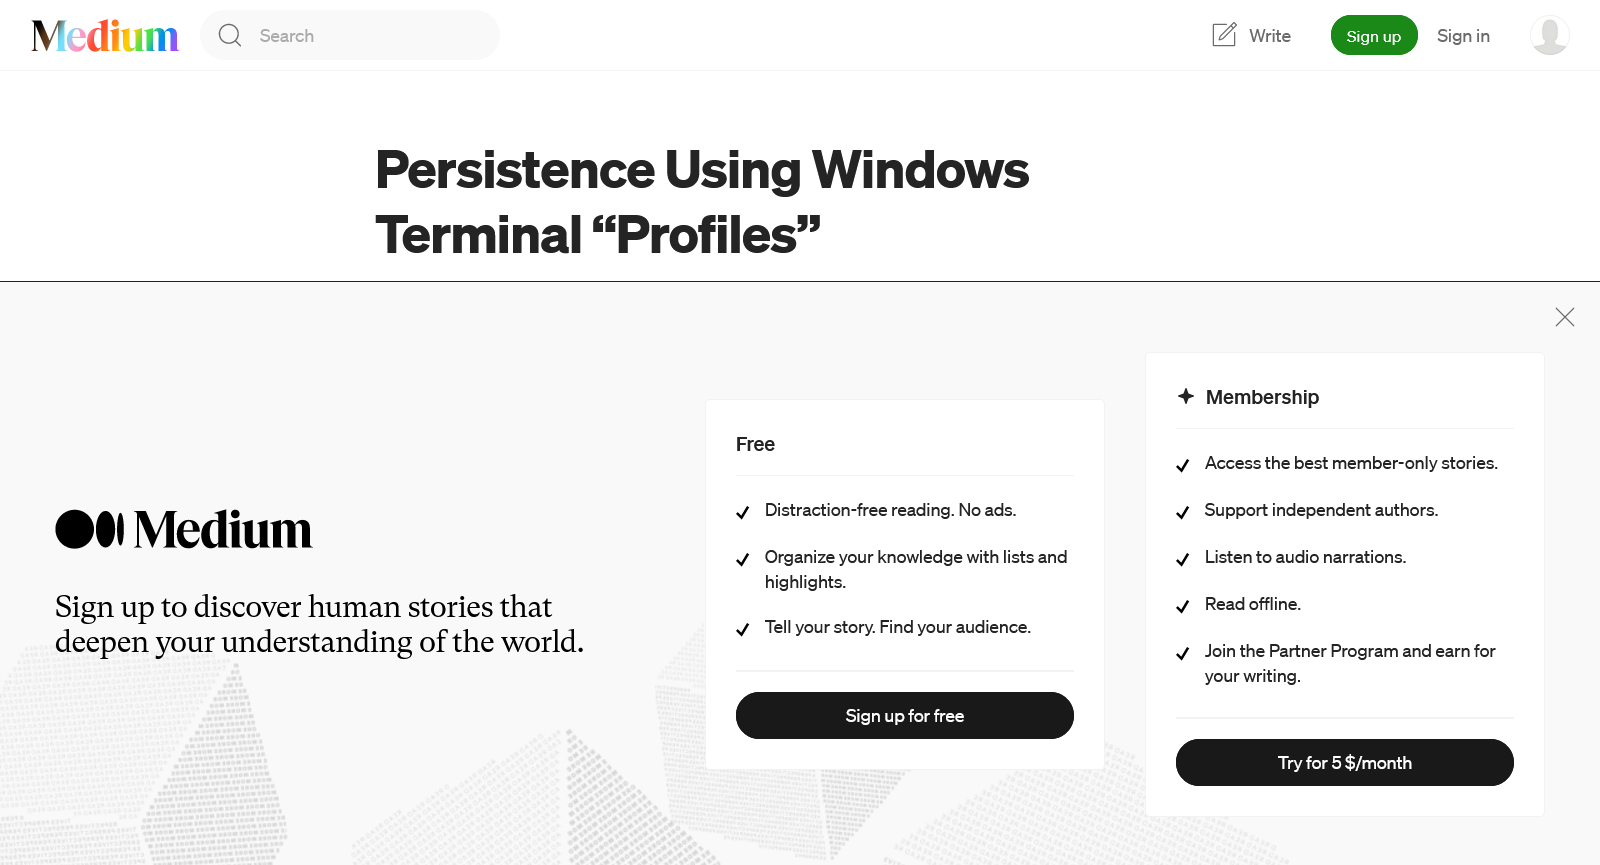 Medium
Search
Write
Sign up
Sign in
Persistence Using Windows
Terminal “Profiles”
Medium
Sign up to discover human stories that
deepen your understanding of the world.
Free
Distraction-free reading. No ads.
Organize your knowledge with lists and
highlights.
Tell your story. Find your audience.
Sign up for free
Membership
Access the best member-only stories.
Support independent authors.
Listen to audio narrations.
Read offline.
Join the Partner Program and earn for
your writing.
Try for 5 $/month